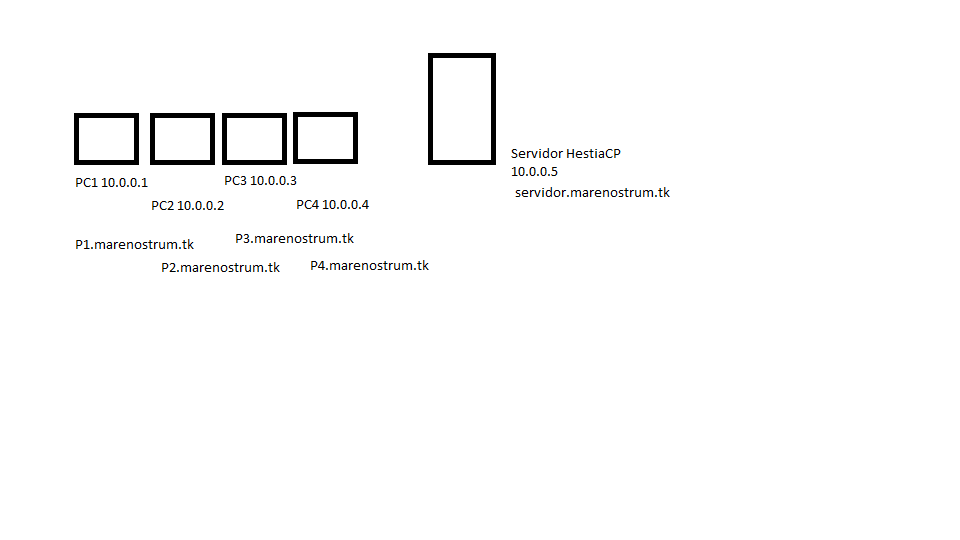 Servidor HestiaCP
10.0.0.5
servidor.marenostrum.tk
PC1 10.0.0.1
PC2 10.0.0.2
PC3 10.0.0.3
PC4 10.0.0.4
P1.marenostrum.tk
P2.marenostrum.tk
P3.marenostrum.tk
P4.marenostrum.tk